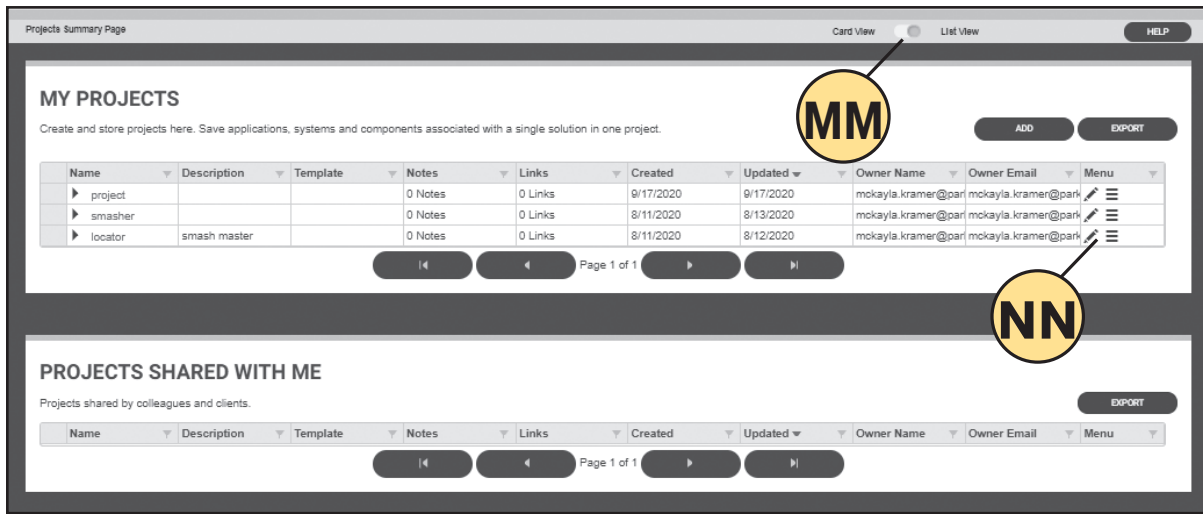 Projects Summary Page Card View List View HELP
MM
MY PROJECTS
Create and store projects here. Save applications, systems and components associated with a single solution in one project.
ADD EXPORT
Name Description Template Notes Links Created Updated Owner Name Owner Email Menu
project 0 Notes 0 Links 9/17/2020 9/17/2020 mckayla.kramer@par mckayla.kramer@park
smasher 0 Notes 0 Links 8/11/2020 8/13/2020 mckayla.kramer@par mckayla.kramer@park
locator smash master 0 Notes 0 Links 8/11/2020 8/12/2020 mckayla.kramer@par mckayla.kramer@park
Page 1 of 1
NN
PROJECTS SHARED WITH ME
Projects shared by colleagues and clients.
EXPORT
Name Description Template Notes Links Created Updated Owner Name Owner Email Menu
Page 1 of 1